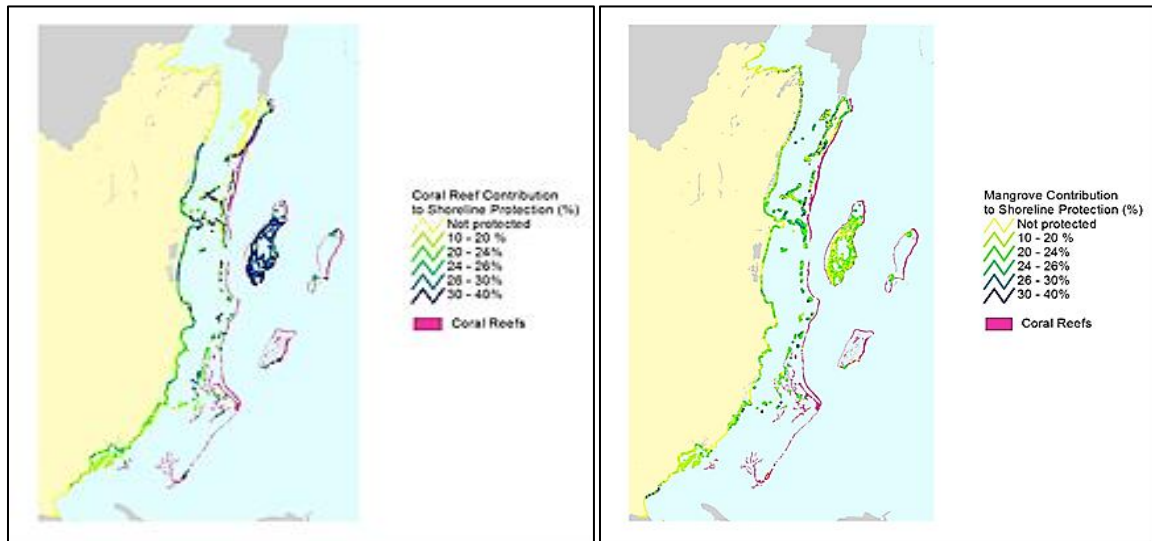 Coral Reef Contribution
to Shoreline Protection (%)
Not protected
10 - 20 %
20 - 24%
24 - 26%
26 - 30%
30 - 40%
Coral Reefs
Mangrove Contribution
to Shoreline Protection (%)
Not protected
10 - 20 %
20 - 24%
24 - 26%
26 - 30%
30 - 40%
Coral Reefs